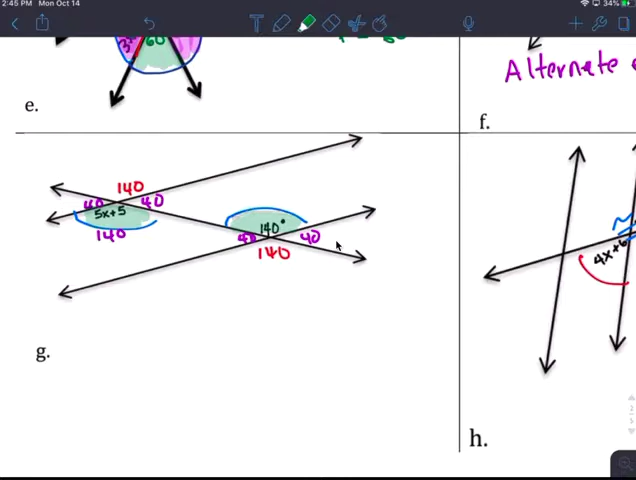 2:45 PM Mon Oct 14
34%
60
Alternate
e.
f.
140
40
40
5x+5
140
140°
40
40
140
4x+6
g.
h.